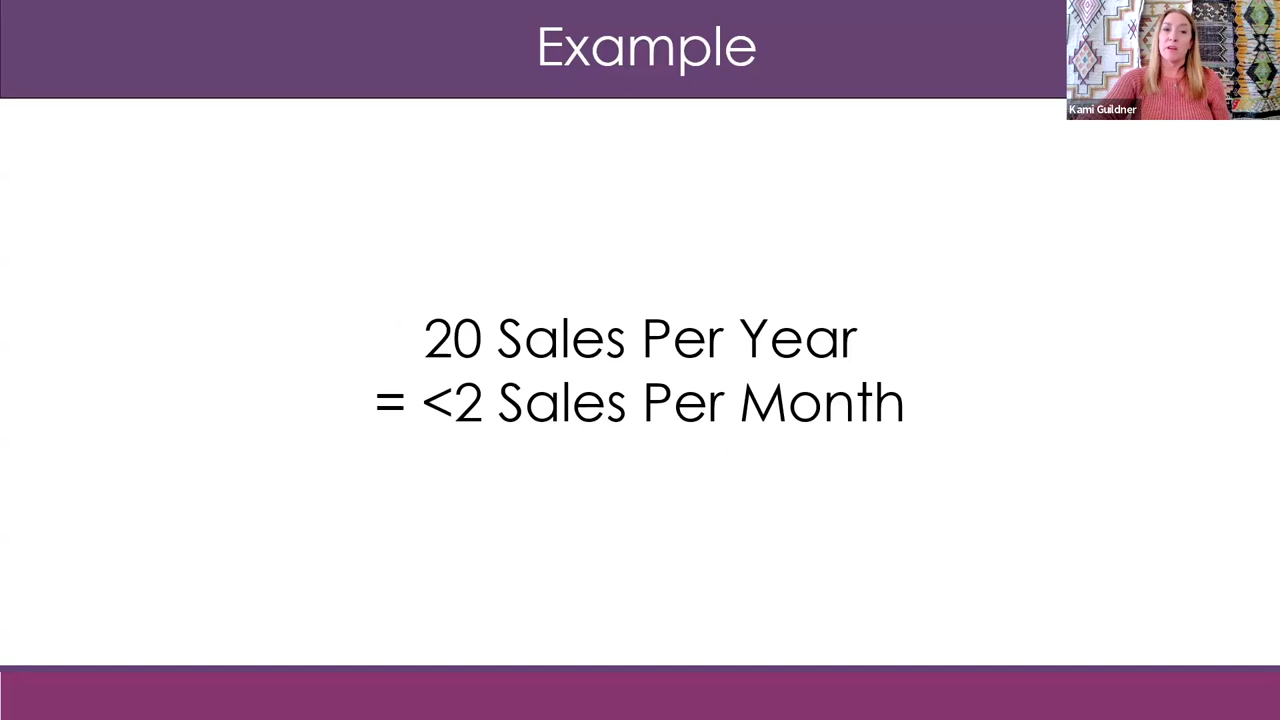 Example
Kami Guildner
20 Sales Per Year
= <2 Sales Per Month